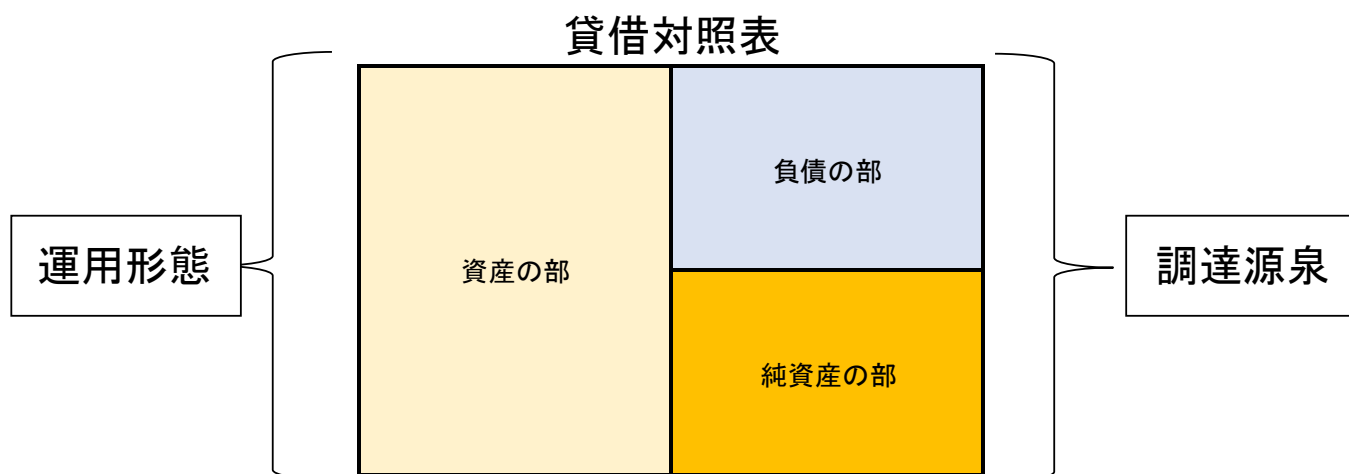 貸借対照表
運用形態
資産の部
負債の部
純資産の部
調達源泉